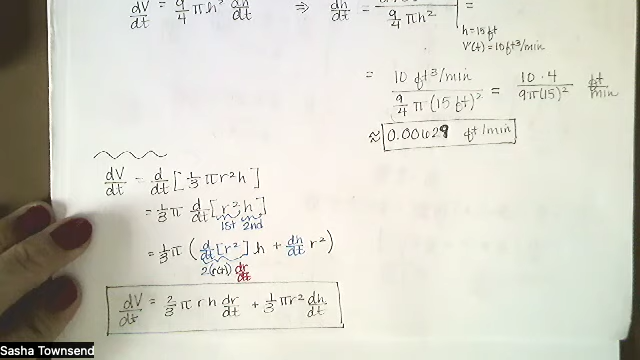 dV/dt = 9/4 πh² dh/dt ⇒ dh/dt = 9/4 πh² | =
h = 15 ft
V'(t) = 10 ft³/min
= 10 ft³/min / 9/4 π (15 ft)² = 10 · 4 / 9π(15)² ft/min
≈ 0.00629 ft/min
dV/dt = d/dt [1/3 πr²h]
= 1/3 π d/dt [r² h]
1st 2nd
= 1/3 π (d/dt [r²] h + dh/dt r²)
2(r(t)) dr/dt
dV/dt = 2/3 π r h dr/dt + 1/3 πr² dh/dt
Sasha Townsend